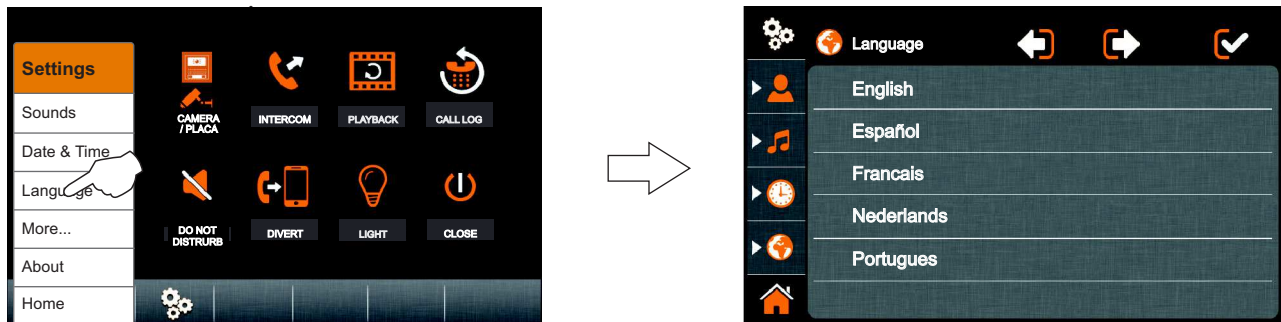 Settings
Sounds
Date & Time
Language
More...
About
Home
CAMERA
/ PLACA
INTERCOM
PLAYBACK
CALL LOG
DO NOT
DISTRURB
DIVERT
LIGHT
CLOSE
Language
English
Español
Francais
Nederlands
Portugues